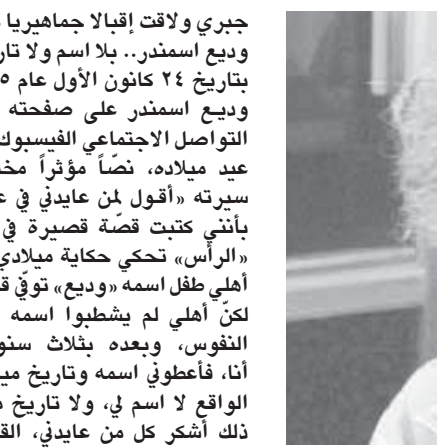 جبري ولاقت إقبالا جماهيريا
وديع اسمندر.. بلا اسم ولا تار
بتاريخ ٢٤ كانون الأول عام ٥
وديع اسمندر على صفحته
التواصل الاجتماعي الفيسبوك
عيد ميلاده، نصّاً مؤثراً مخ
سيرته «أقول لمن عايدني في ع
بأنني كتبت قصّة قصيرة في
«الرأس» تحكي حكاية ميلادي
أهلي طفل اسمه «وديع» توفّي ق
لكنّ أهلي لم يشطبوا اسمه
النفوس، وبعده بثلاث سنو
أنا، فأعطوني اسمه وتاريخ مي
الواقع لا اسم لي، ولا تاريخ م
ذلك أشكر كل من عايدني، الق